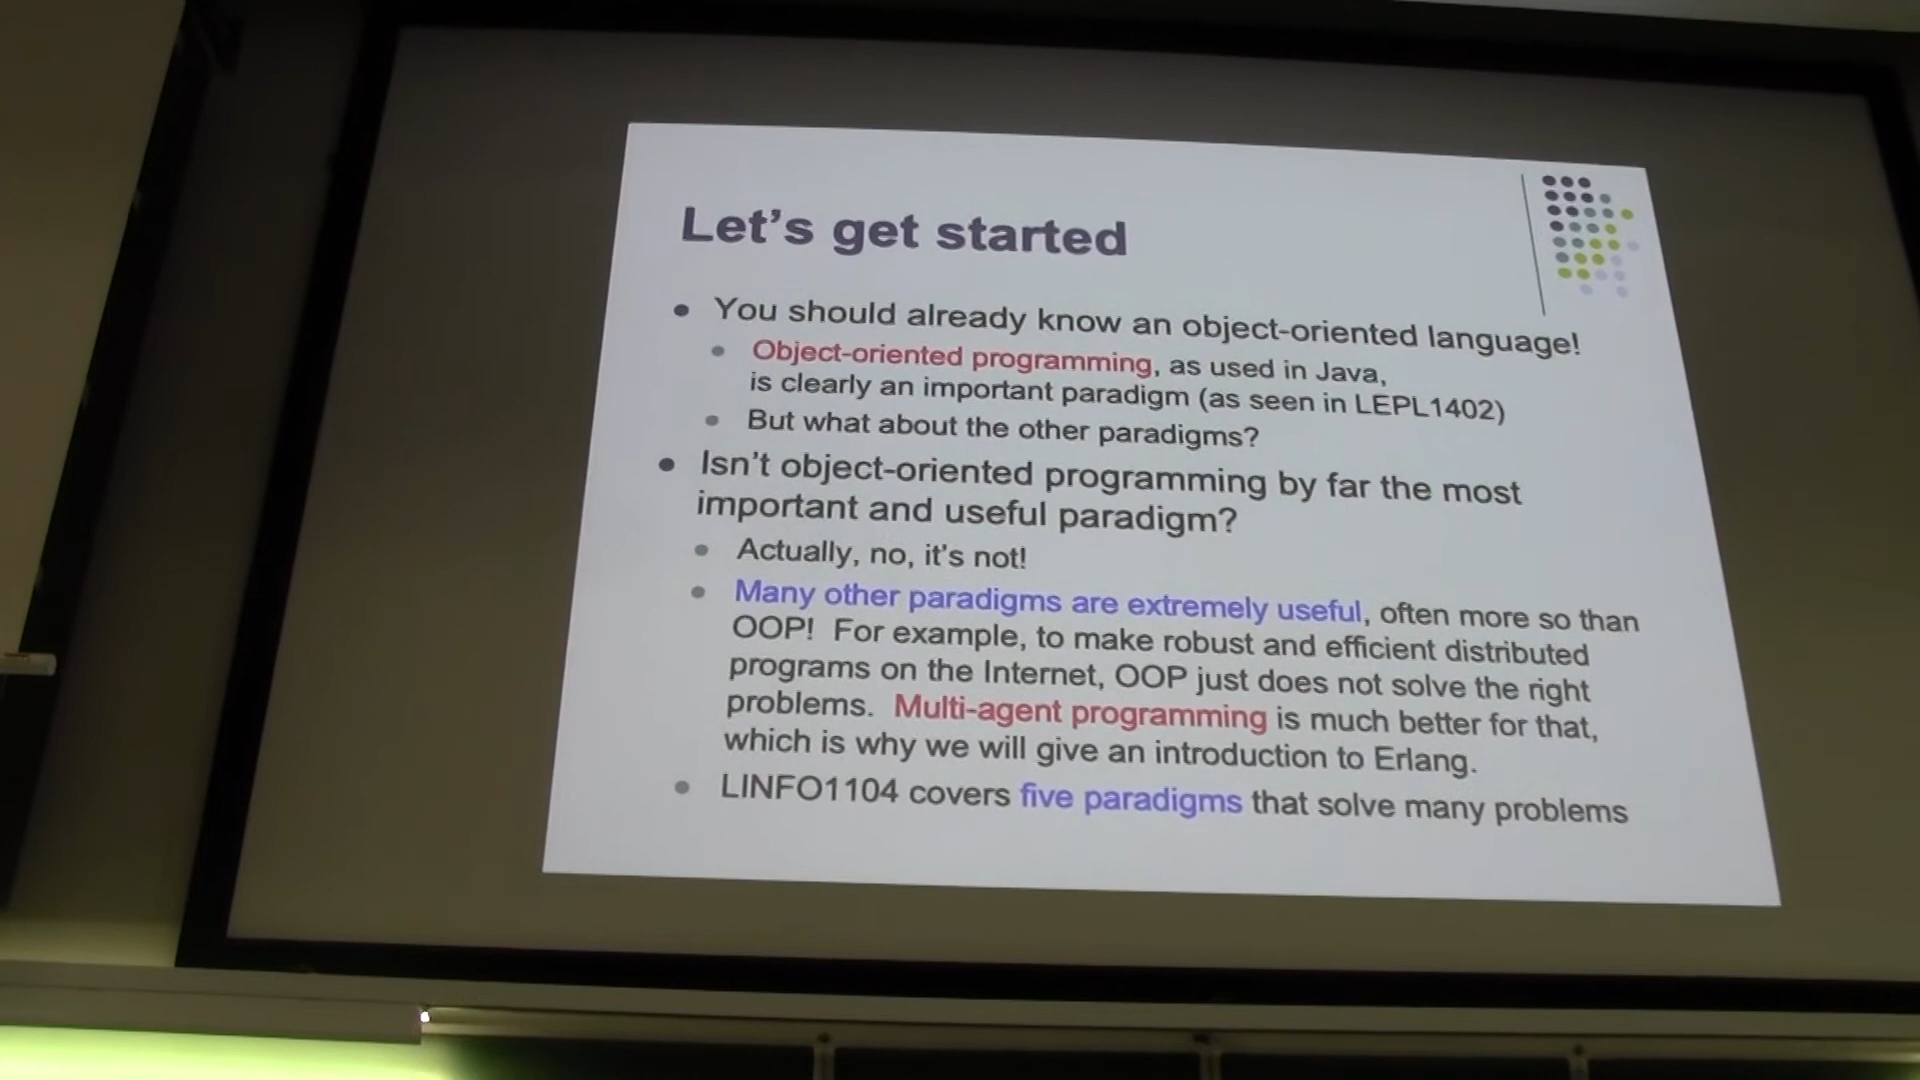 Let's get started
You should already know an object-oriented language!
Object-oriented programming, as used in Java,
is clearly an important paradigm (as seen in LEPL1402)
But what about the other paradigms?
Isn't object-oriented programming by far the most
important and useful paradigm?
Actually, no, it's not!
Many other paradigms are extremely useful, often more so than
OOP! For example, to make robust and efficient distributed
programs on the Internet, OOP just does not solve the right
problems. Multi-agent programming is much better for that,
which is why we will give an introduction to Erlang.
LINFO1104 covers five paradigms that solve many problems